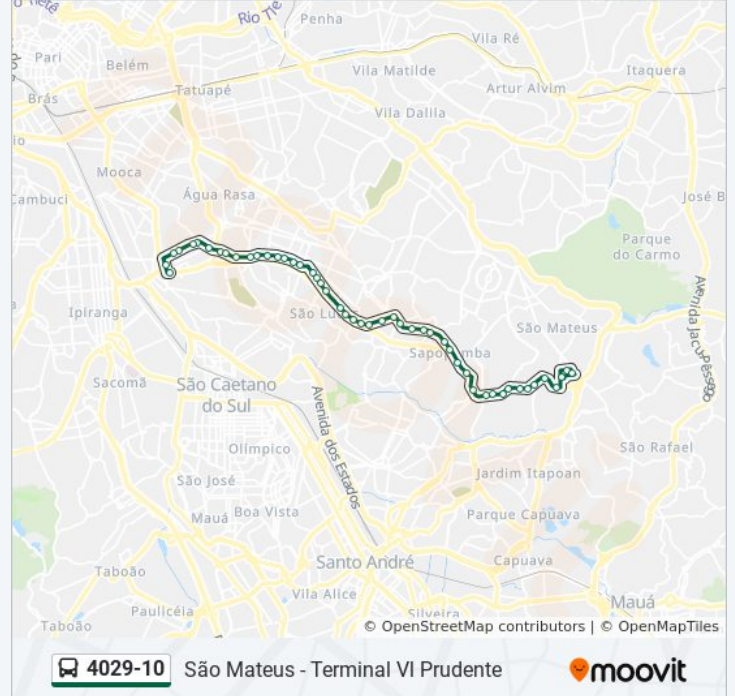 Tietê
Rio Tie
Penha
Pari
Belém
Vila Ré
Vila Matilde
Itaquera
Brás
Tatuapé
Artur Alvim
Vila Dalila
Mooca
Cambuci
Água Rasa
José B
Parque
do Carmo
Ipiranga
São Lu
São Mateus
Avenida Jacu-Pêssego
Sapopemba
Sacomã
São Caetano
do Sul
Avenida dos Estados
Olímpico
São Rafael
São José
Jardim Itapoan
Mauá
Boa Vista
Parque Capuava
Santo André
Capuava
Taboão
Vila Alice
Mauá
Paulicéia
Silveira
Taboão
© OpenStreetMap contributors | © OpenMapTiles
4029-10 São Mateus - Terminal Vl Prudente
moovit